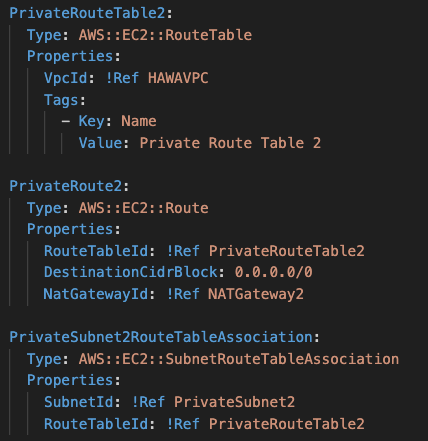 PrivateRouteTable2:
  Type: AWS::EC2::RouteTable
  Properties:
    VpcId: !Ref HAWAVPC
    Tags:
      - Key: Name
        Value: Private Route Table 2

PrivateRoute2:
  Type: AWS::EC2::Route
  Properties:
    RouteTableId: !Ref PrivateRouteTable2
    DestinationCidrBlock: 0.0.0.0/0
    NatGatewayId: !Ref NATGateway2

PrivateSubnet2RouteTableAssociation:
  Type: AWS::EC2::SubnetRouteTableAssociation
  Properties:
    SubnetId: !Ref PrivateSubnet2
    RouteTableId: !Ref PrivateRouteTable2